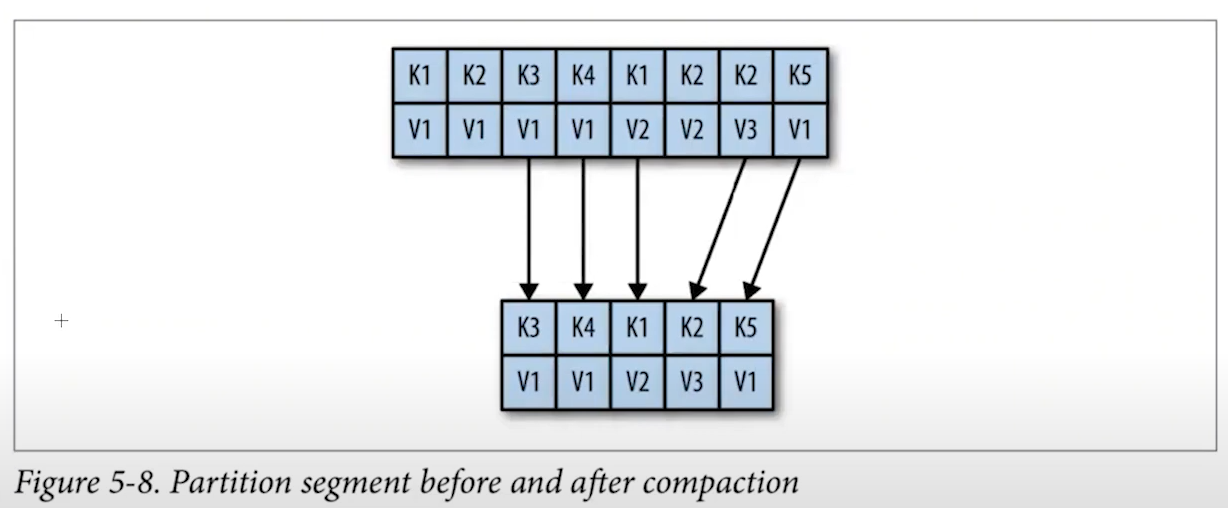 K1 K2 K3 K4 K1 K2 K2 K5
V1 V1 V1 V1 V2 V2 V3 V1
K3 K4 K1 K2 K5
V1 V1 V2 V3 V1
Figure 5-8. Partition segment before and after compaction